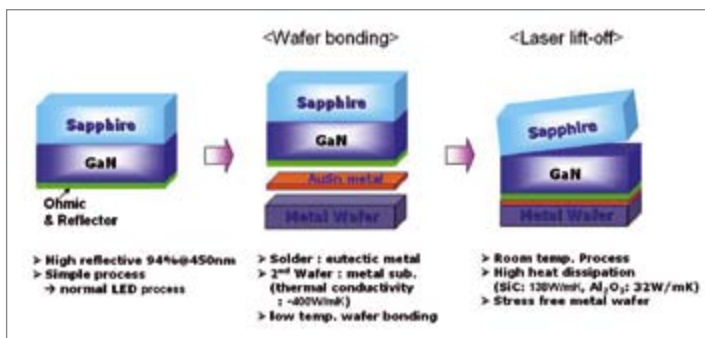 <Wafer bonding>
<Laser lift-off>
Sapphire
GaN
Ohmic
& Reflector
➢ High reflective 94%@450nm
➢ Simple process
→ normal LED process
Sapphire
GaN
AuSn metal
Metal Wafer
➢ Solder : eutectic metal
➢ 2nd Wafer : metal sub.
(thermal conductivity
: ~400W/mK)
➢ low temp. wafer bonding
Sapphire
GaN
Metal Wafer
➢ Room temp. Process
➢ High heat dissipation
(SiC: 138W/mK, Al2O3: 32W/mK)
➢ Stress free metal wafer